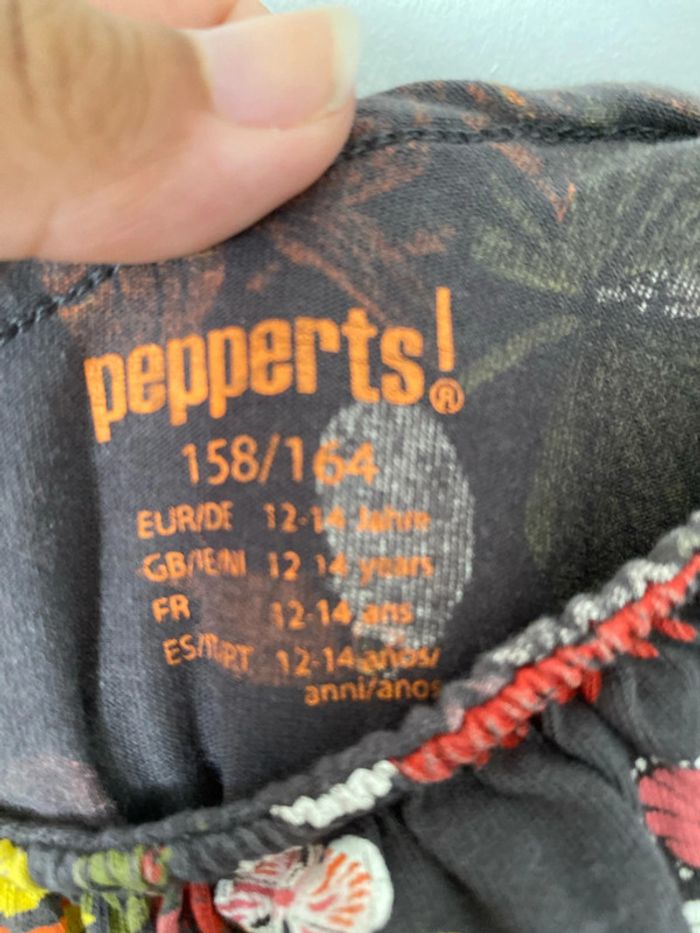 pepperts!®
158/164
EUR/DE 12-14 Jahre
GB/IE/NI 12-14 years
FR 12-14 ans
ES/IT/PT 12-14 años/
anni/anos